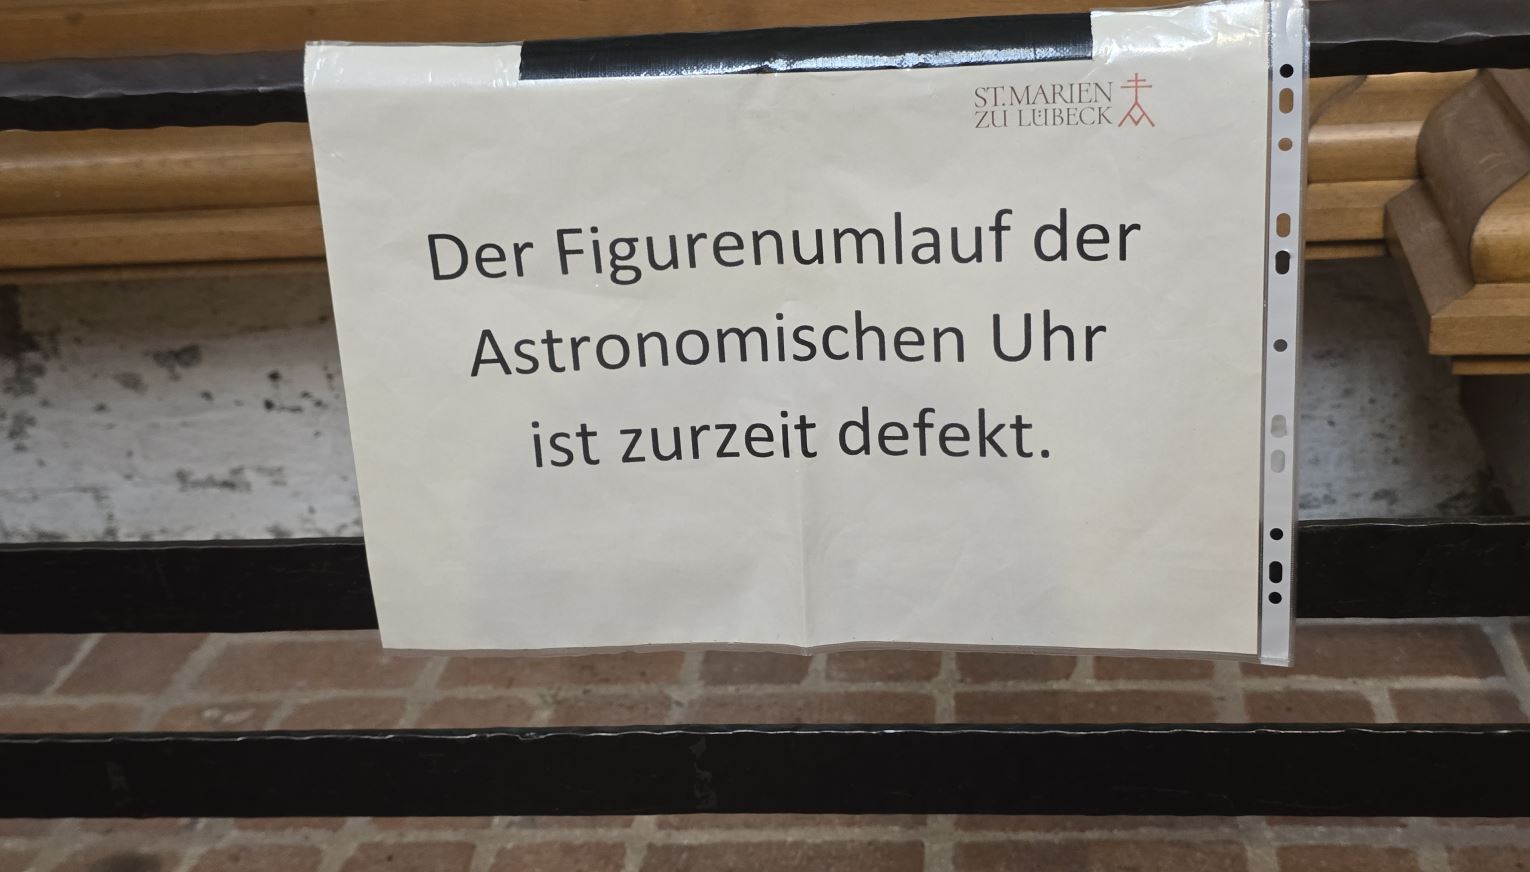 ST. MARIEN
ZU LÜBECK
Der Figurenumlauf der
Astronomischen Uhr
ist zurzeit defekt.